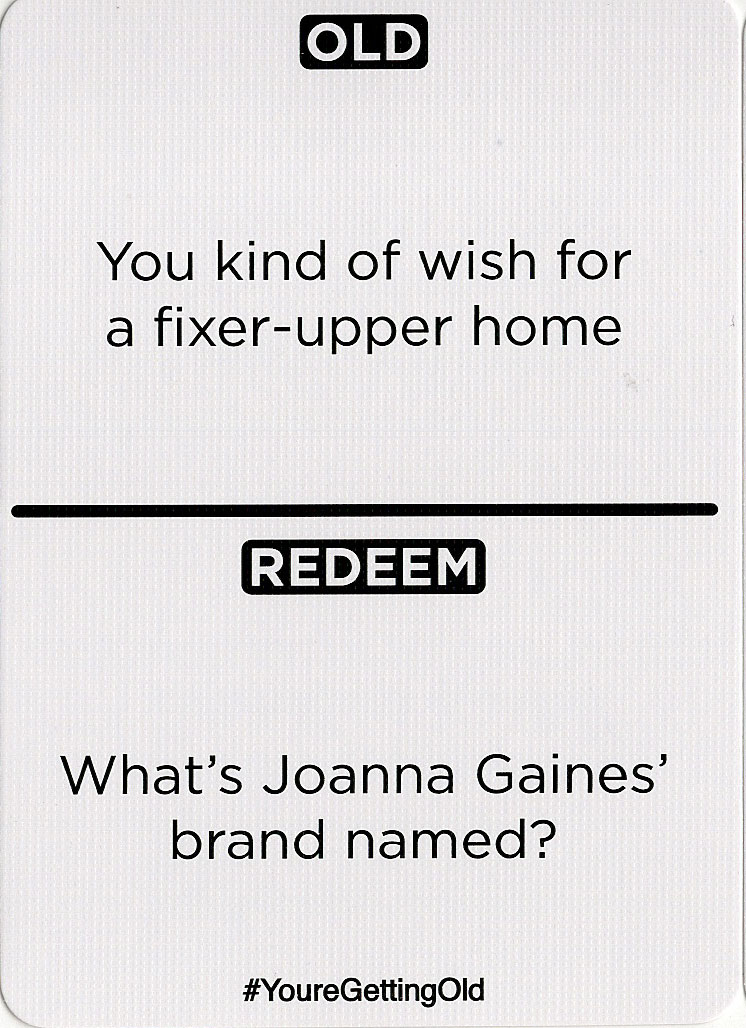 OLD
You kind of wish for
a fixer-upper home
REDEEM
What's Joanna Gaines'
brand named?
#YoureGettingOld